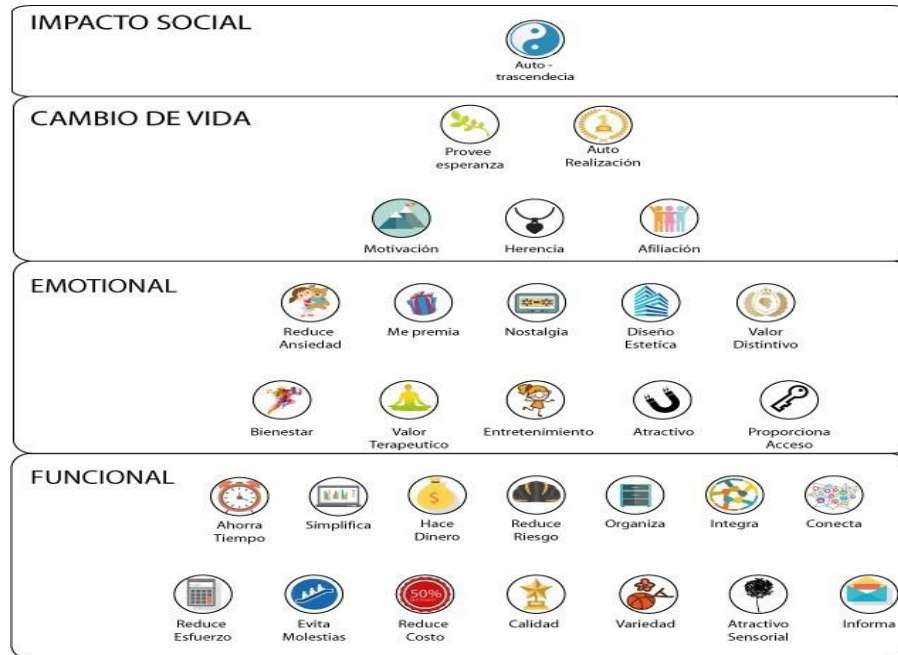 IMPACTO SOCIAL
Auto -
trascendecia
CAMBIO DE VIDA
Provee
esperanza
Auto
Realización
Motivación
Herencia
Afiliación
EMOTIONAL
Reduce
Ansiedad
Me premia
Nostalgia
Diseño
Estetica
Valor
Distintivo
Bienestar
Valor
Terapeutico
Entretenimiento
Atractivo
Proporciona
Acceso
FUNCIONAL
Ahorra
Tiempo
Simplifica
$
Hace
Dinero
Reduce
Riesgo
Organiza
Integra
Conecta
Reduce
Esfuerzo
Evita
Molestias
50%
Reduce
Costo
Calidad
Variedad
Atractivo
Sensorial
Informa